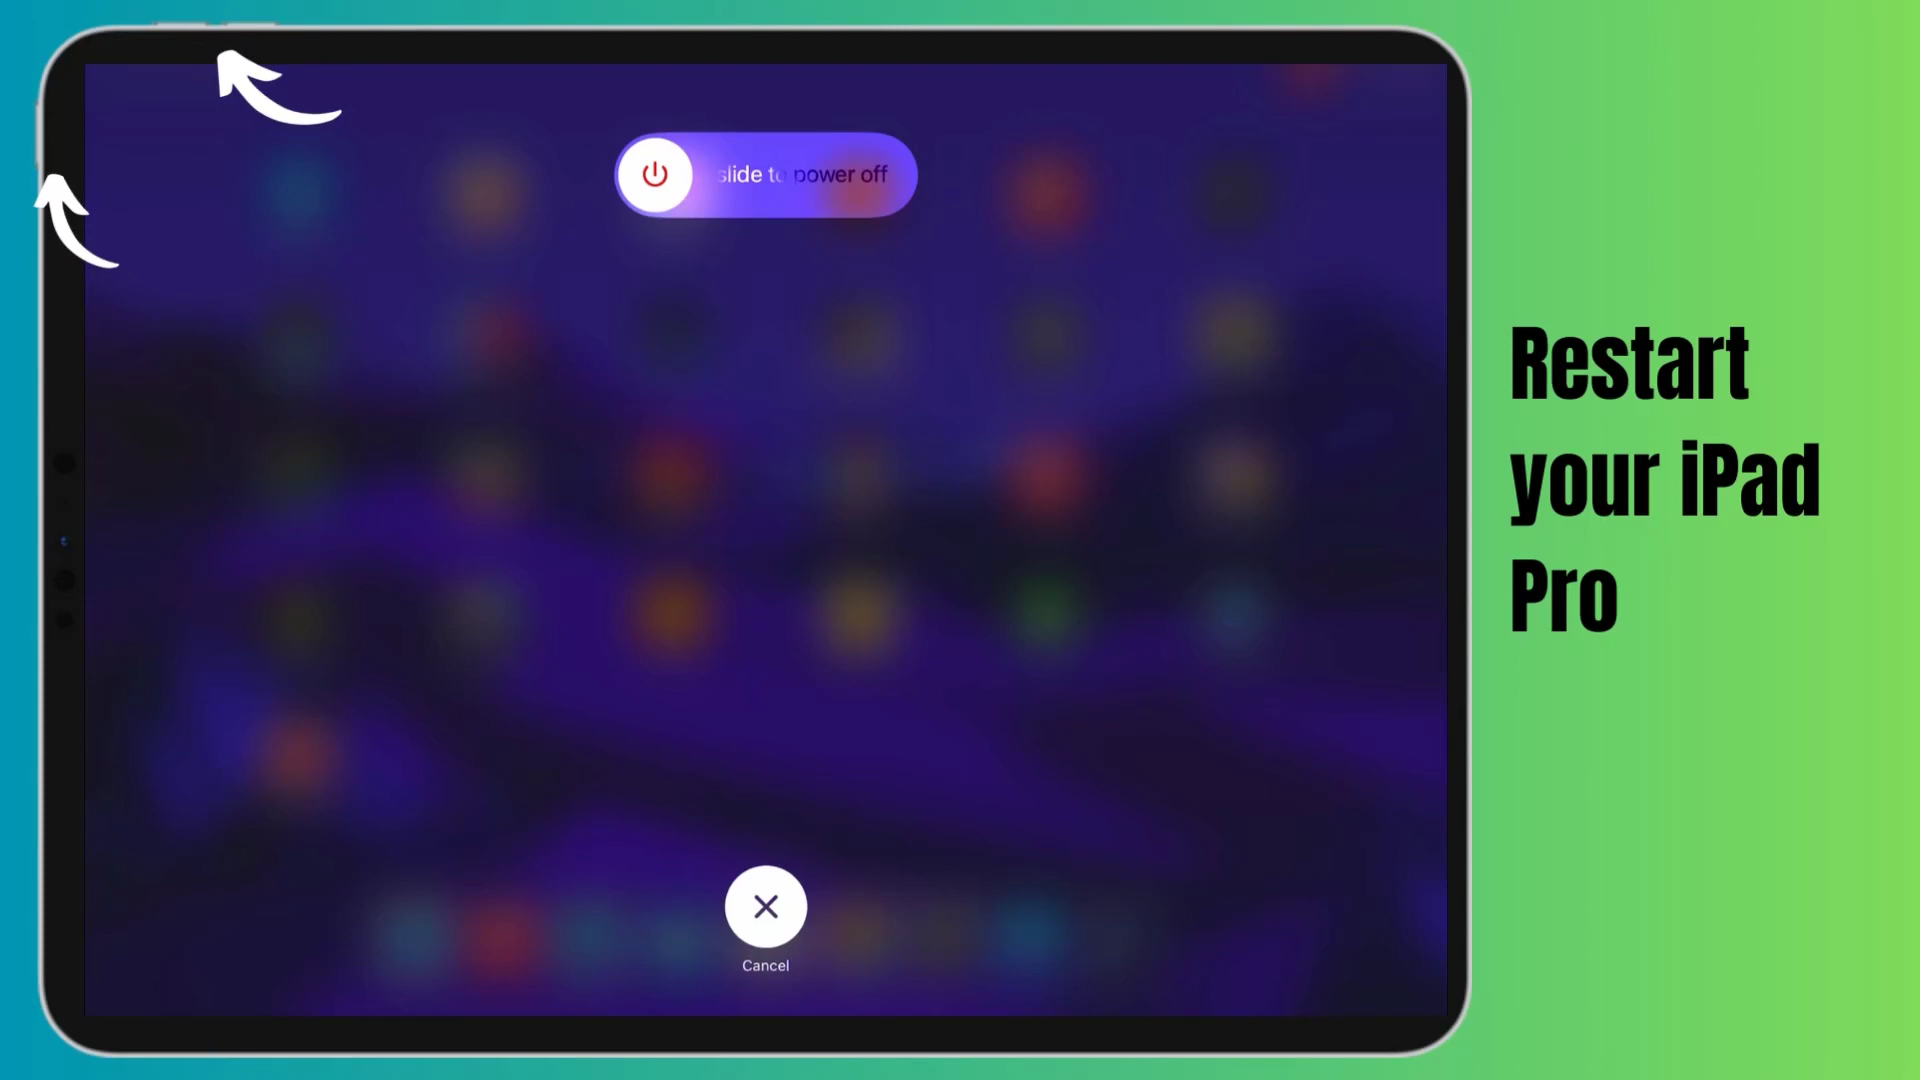 slide to power off
Restart
your iPad
Pro
Cancel